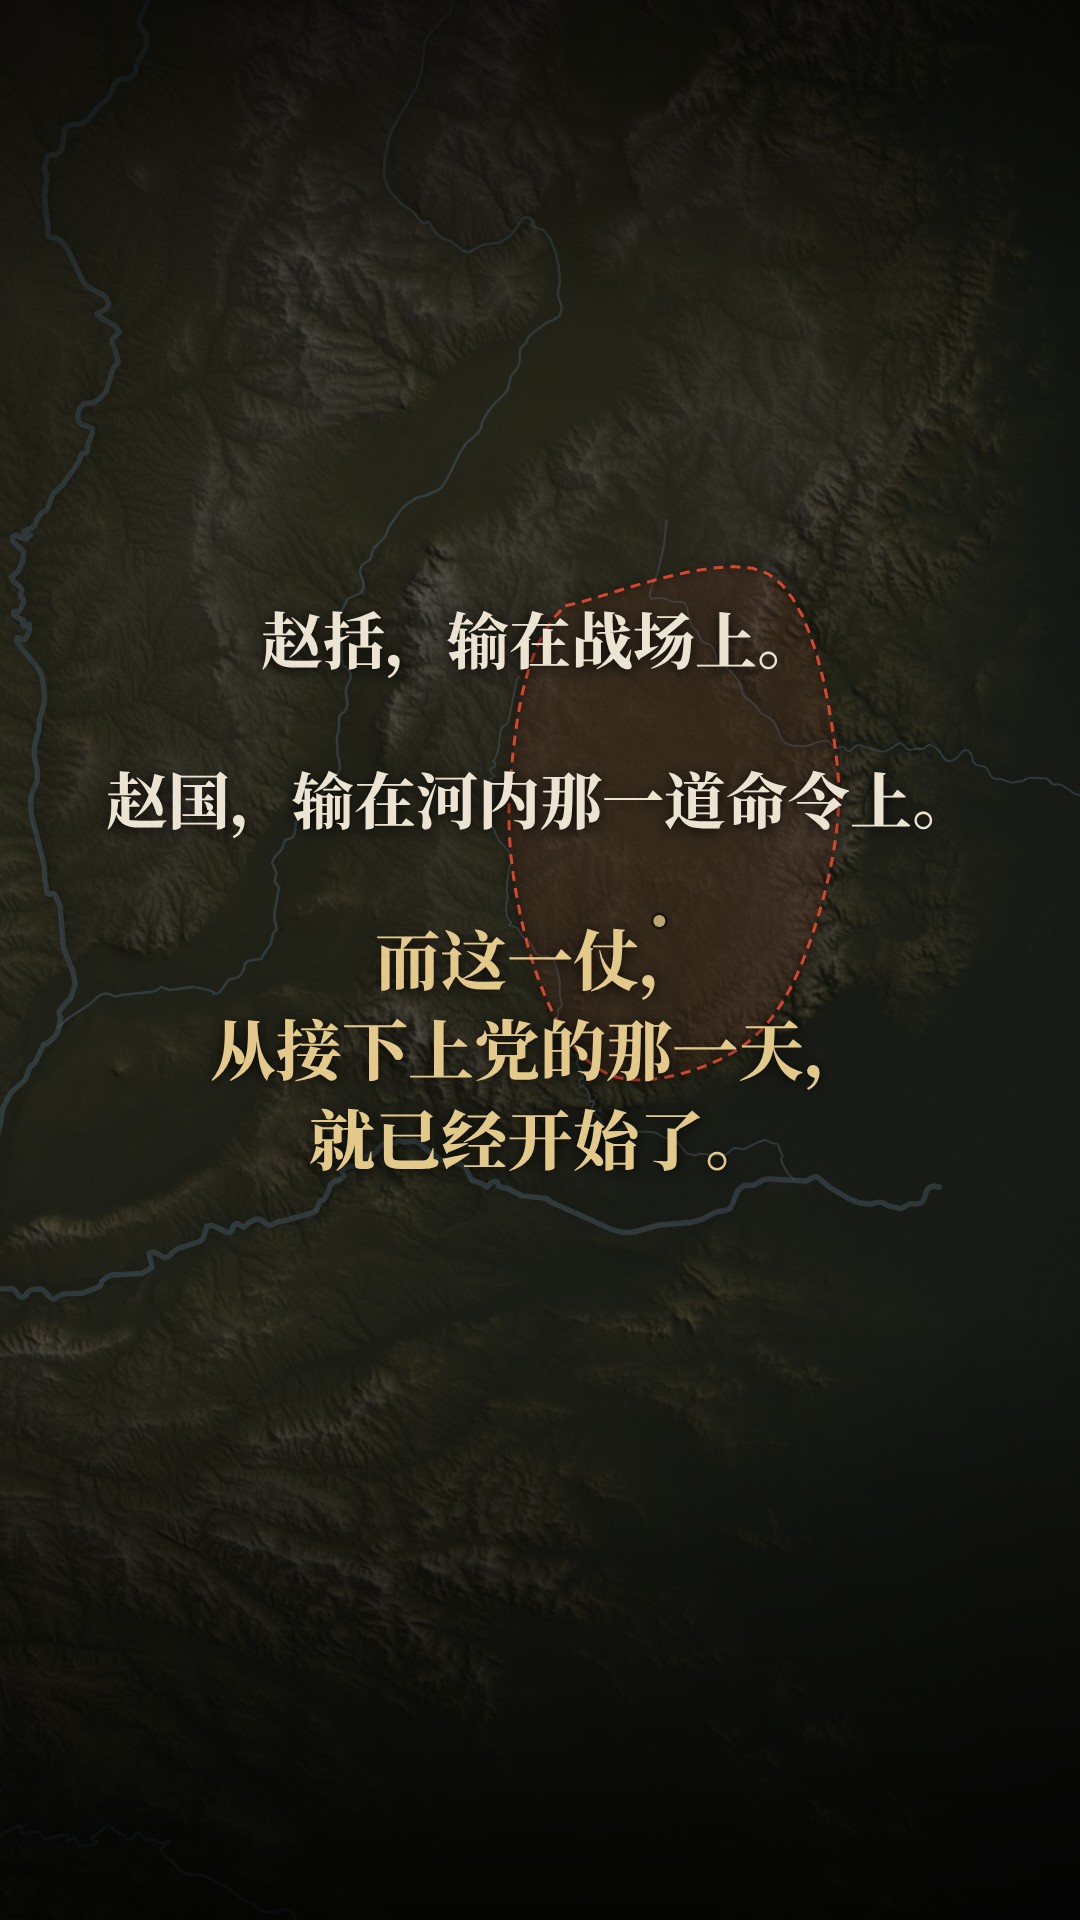 赵括，输在战场上。
赵国，输在河内那一道命令上。
而这一仗，
从接下上党的那一天，
就已经开始了。